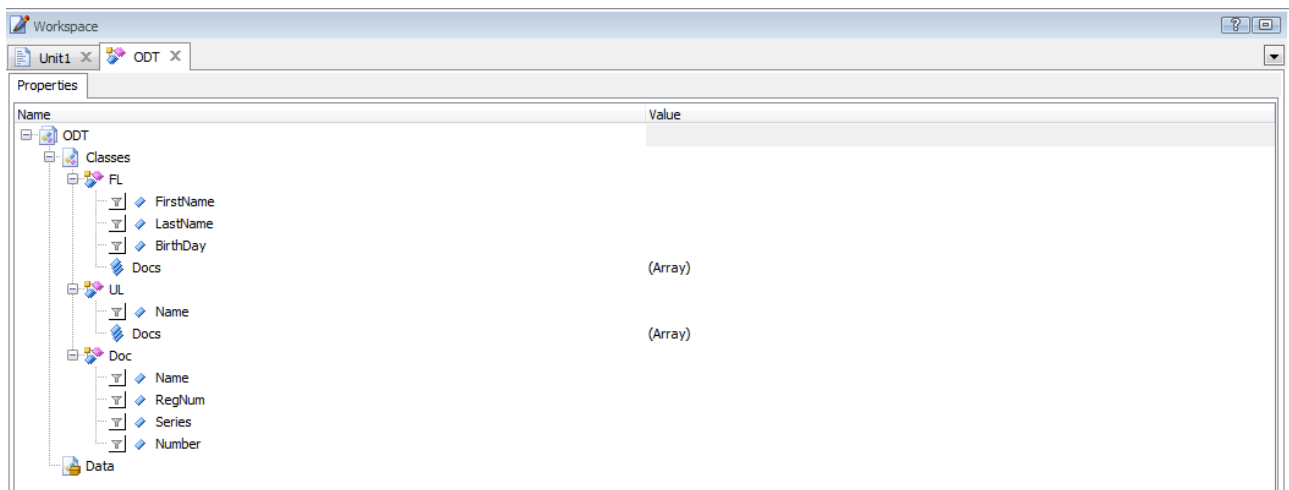 Workspace
Unit1 ODT
Properties
Name Value
ODT
Classes
FL
FirstName
LastName
BirthDay
Docs (Array)
UL
Name
Docs (Array)
Doc
Name
RegNum
Series
Number
Data